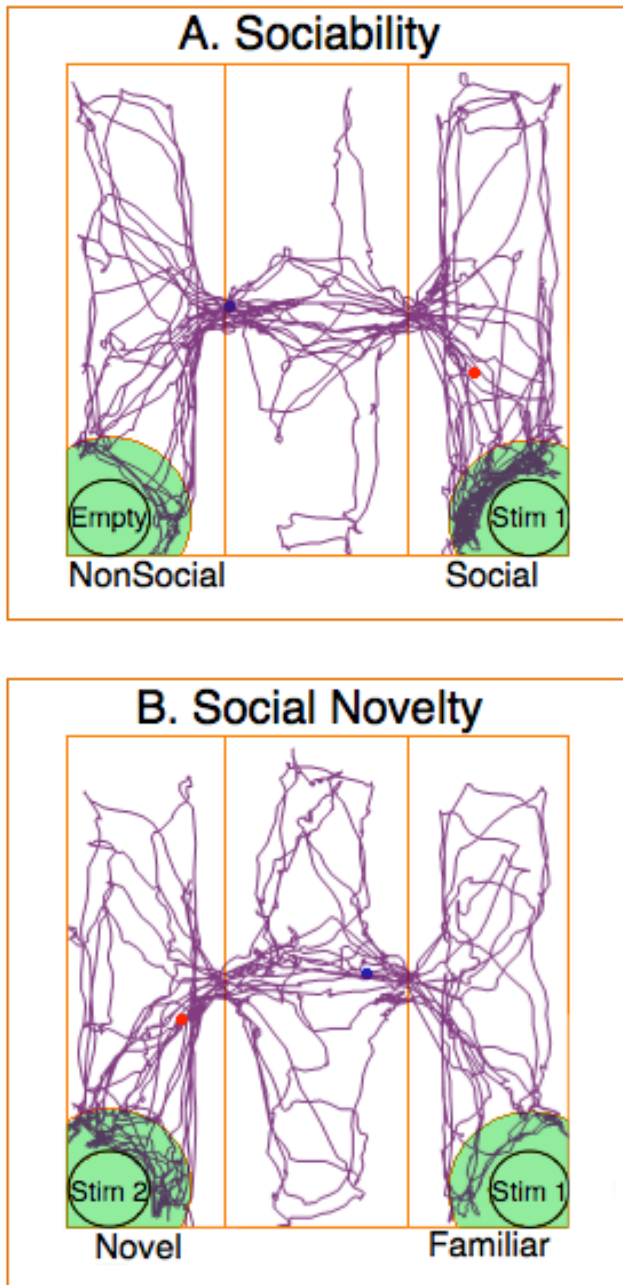 A. Sociability
Empty
Stim 1
NonSocial
Social
B. Social Novelty
Stim 2
Stim 1
Novel
Familiar